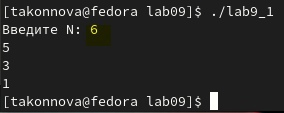 [takonnova@fedora lab09]$ ./lab9_1
Введите N: 6
5
3
1
[takonnova@fedora lab09]$